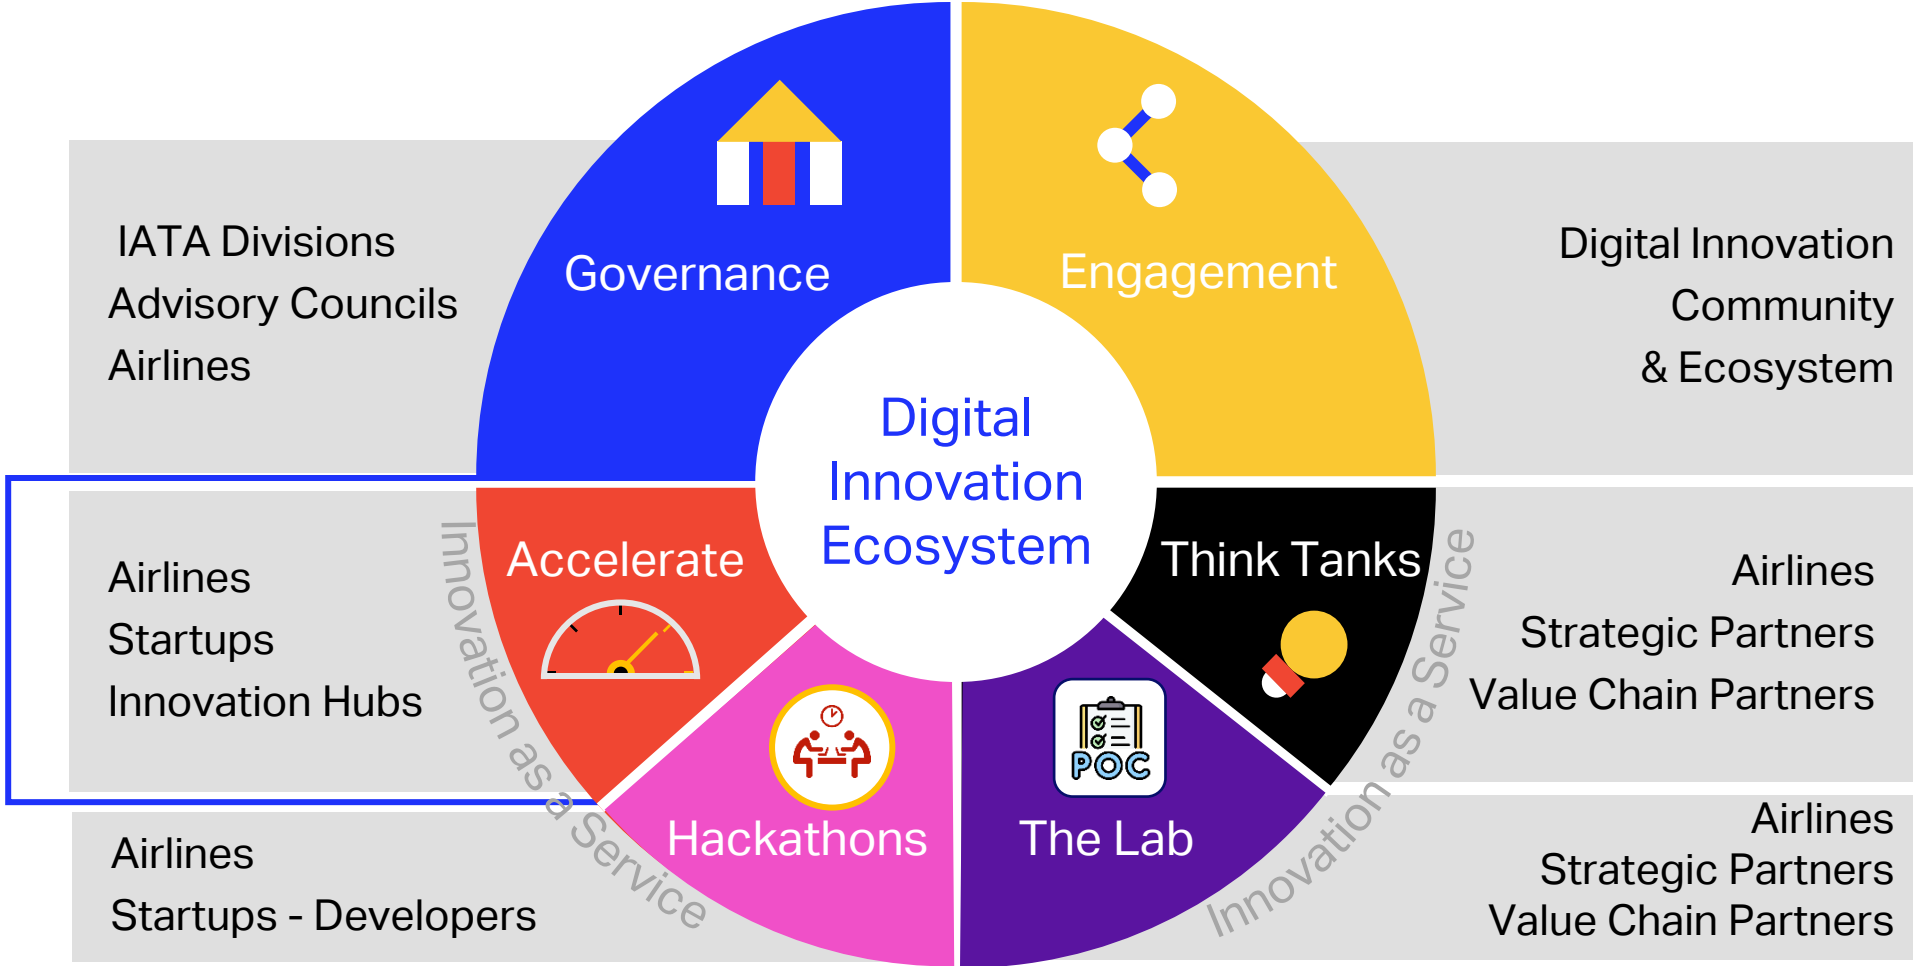 IATA Divisions
Advisory Councils
Airlines
Governance
Engagement
Digital Innovation
Community
& Ecosystem
Digital
Innovation
Ecosystem
Airlines
Startups
Innovation Hubs
Accelerate
Think Tanks
Airlines
Strategic Partners
Value Chain Partners
Innovation as a Service
Innovation as a Service
Airlines
Startups - Developers
Hackathons
POC
The Lab
Airlines
Strategic Partners
Value Chain Partners